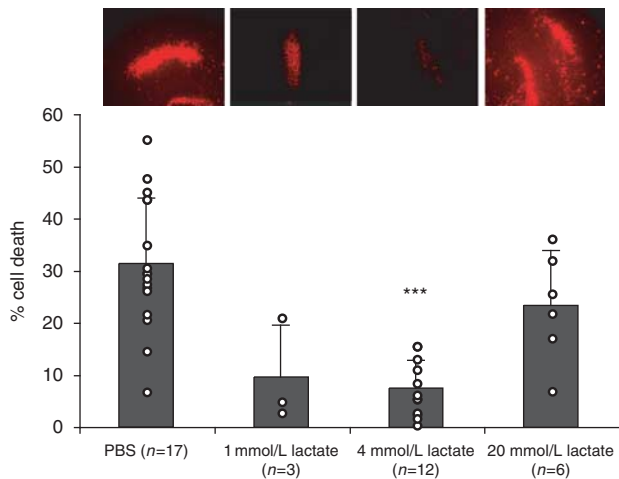 60
50
40
30
20
10
0
% cell death
***
PBS (n=17)
1 mmol/L lactate
(n=3)
4 mmol/L lactate
(n=12)
20 mmol/L lactate
(n=6)